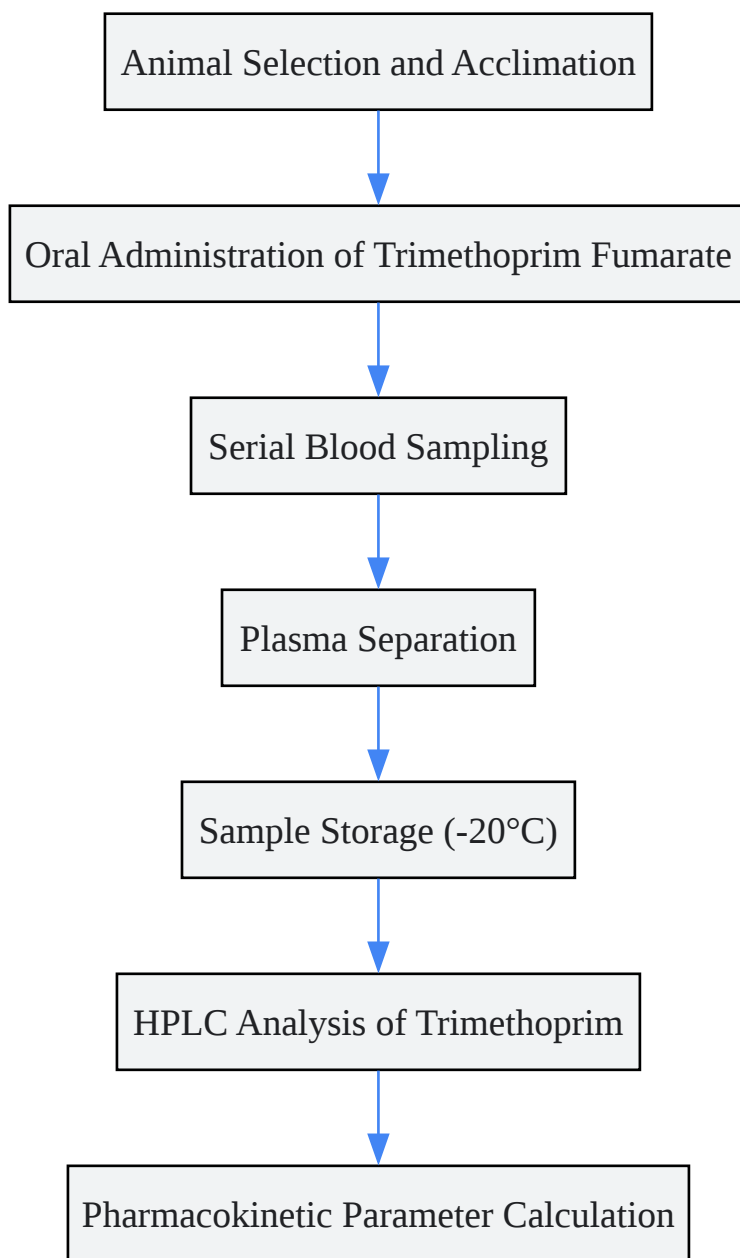 Animal Selection and Acclimation
Oral Administration of Trimethoprim Fumarate
Serial Blood Sampling
Plasma Separation
Sample Storage (-20°C)
HPLC Analysis of Trimethoprim
Pharmacokinetic Parameter Calculation